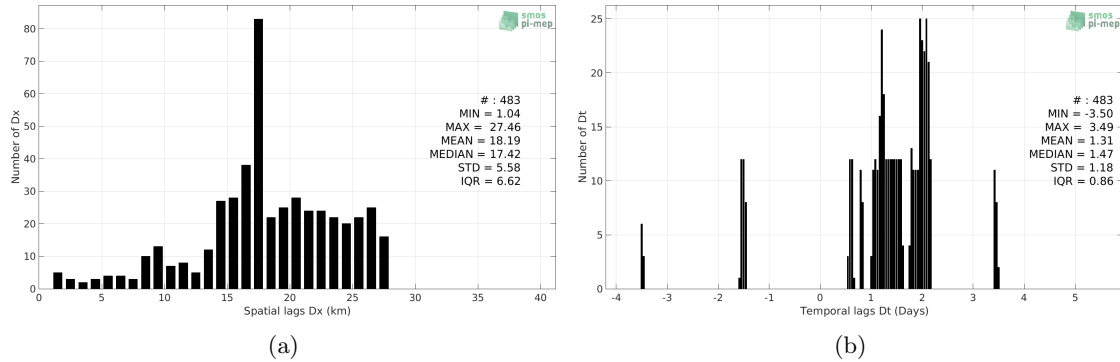 smos
pi-mep
80
70
60
50
40
30
20
10
0
Number of Dx
# : 483
MIN = 1.04
MAX = 27.46
MEAN = 18.19
MEDIAN = 17.42
STD = 5.58
IQR = 6.62
0 5 10 15 20 25 30 35 40
Spatial lags Dx (km)
(a)
smos
pi-mep
25
20
15
10
5
0
Number of Dt
# : 483
MIN = -3.50
MAX = 3.49
MEAN = 1.31
MEDIAN = 1.47
STD = 1.18
IQR = 0.86
-4 -3 -2 -1 0 1 2 3 4 5
Temporal lags Dt (Days)
(b)